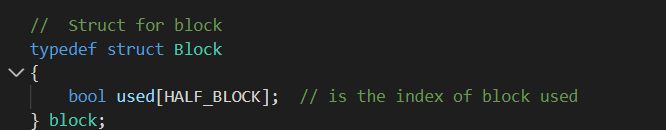 //  Struct for block
typedef struct Block
{
    bool used[HALF_BLOCK];  // is the index of block used
} block;